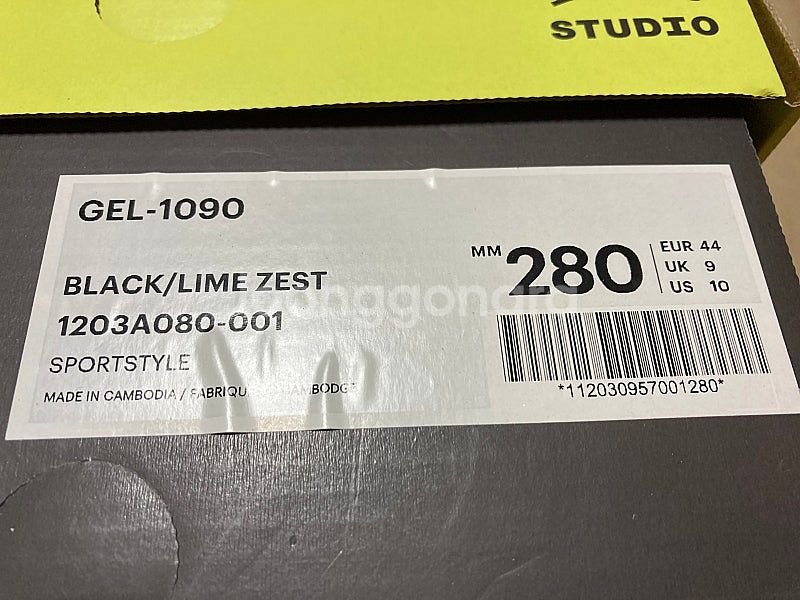 STUDIO
GEL-1090
BLACK/LIME ZEST
1203A080-001
SPORTSTYLE
MADE IN CAMBODIA /
MM 280
EUR 44
UK 9
US 10
*112030957001280*
joonggonara